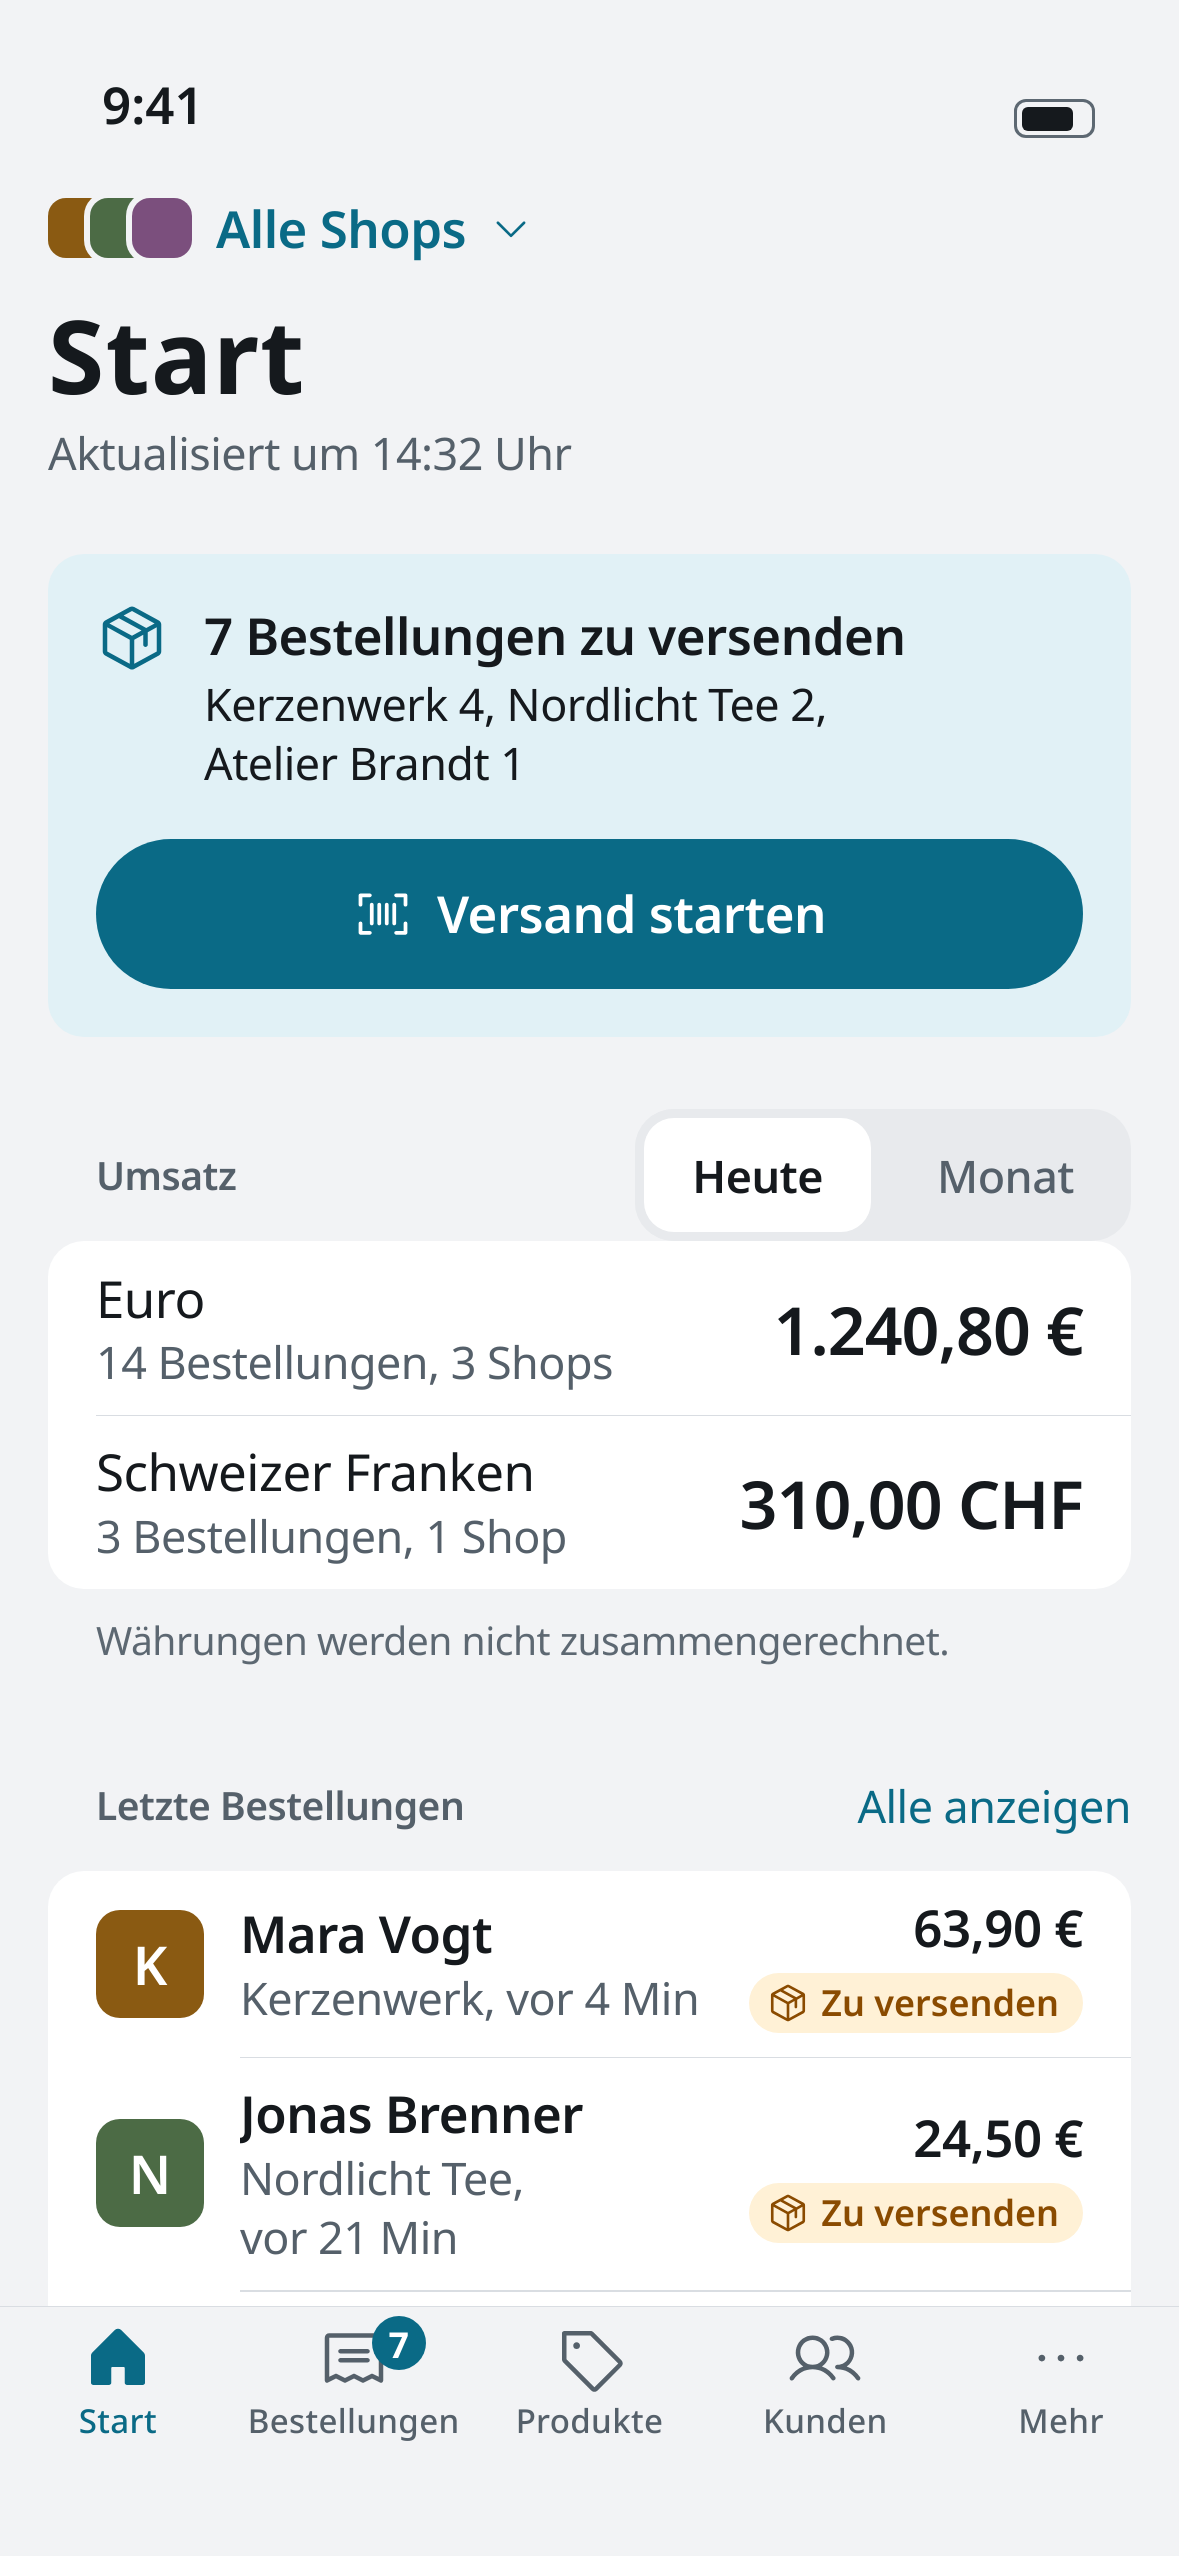 9:41
Alle Shops
Start
Aktualisiert um 14:32 Uhr
7 Bestellungen zu versenden
Kerzenwerk 4, Nordlicht Tee 2,
Atelier Brandt 1
Versand starten
Umsatz
Heute
Monat
Euro
1.240,80 €
14 Bestellungen, 3 Shops
Schweizer Franken
310,00 CHF
3 Bestellungen, 1 Shop
Währungen werden nicht zusammengerechnet.
Letzte Bestellungen
Alle anzeigen
K
Mara Vogt
63,90 €
Kerzenwerk, vor 4 Min
Zu versenden
N
Jonas Brenner
24,50 €
Nordlicht Tee,
vor 21 Min
Zu versenden
7
Start
Bestellungen
Produkte
Kunden
Mehr